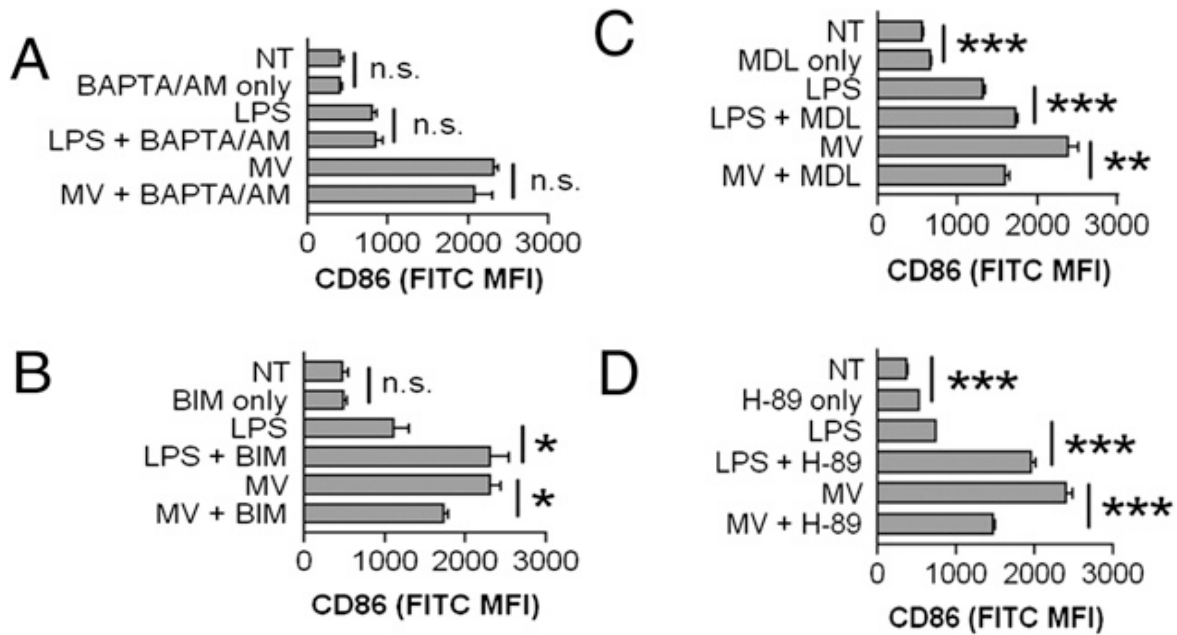 A
NT
BAPTA/AM only
LPS
LPS + BAPTA/AM
MV
MV + BAPTA/AM
n.s.
n.s.
n.s.
0 1000 2000 3000
CD86 (FITC MFI)
B
NT
BIM only
LPS
LPS + BIM
MV
MV + BIM
n.s.
*
*
0 1000 2000 3000
CD86 (FITC MFI)
C
NT
MDL only
LPS
LPS + MDL
MV
MV + MDL
***
***
**
0 1000 2000 3000
CD86 (FITC MFI)
D
NT
H-89 only
LPS
LPS + H-89
MV
MV + H-89
***
***
***
0 1000 2000 3000
CD86 (FITC MFI)